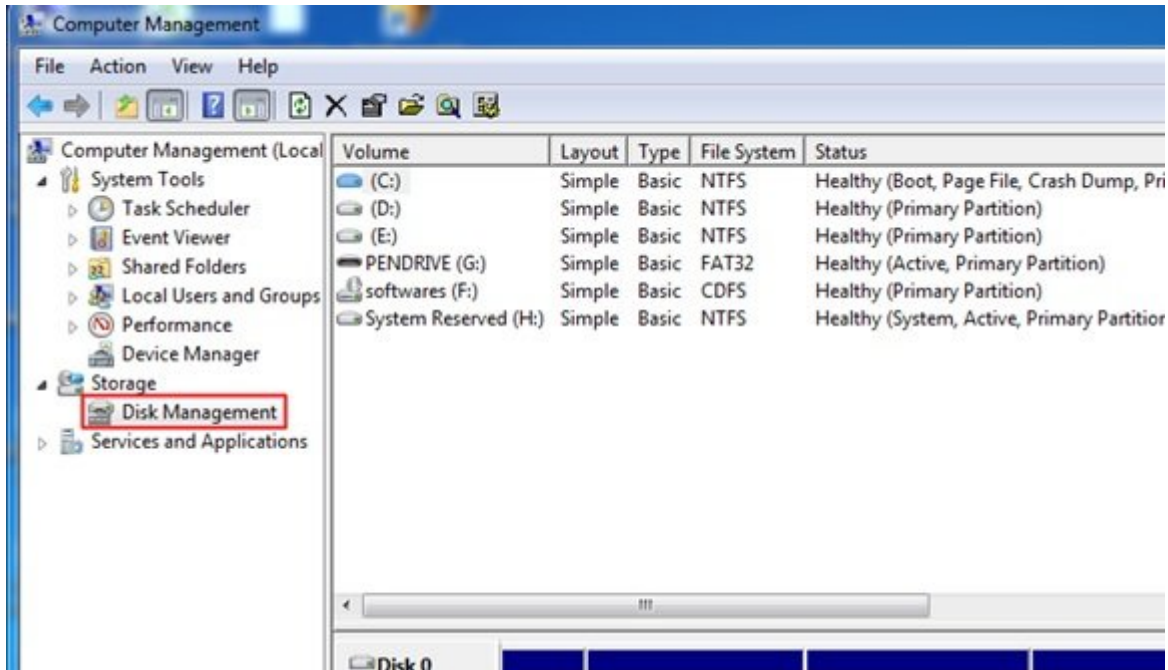 Computer Management
File Action View Help
Computer Management (Local
System Tools
Task Scheduler
Event Viewer
Shared Folders
Local Users and Groups
Performance
Device Manager
Storage
Disk Management
Services and Applications
Volume Layout Type File System Status
(C:) Simple Basic NTFS Healthy (Boot, Page File, Crash Dump, Pri
(D:) Simple Basic NTFS Healthy (Primary Partition)
(E:) Simple Basic NTFS Healthy (Primary Partition)
PENDRIVE (G:) Simple Basic FAT32 Healthy (Active, Primary Partition)
softwares (F:) Simple Basic CDFS Healthy (Primary Partition)
System Reserved (H:) Simple Basic NTFS Healthy (System, Active, Primary Partition
Disk 0